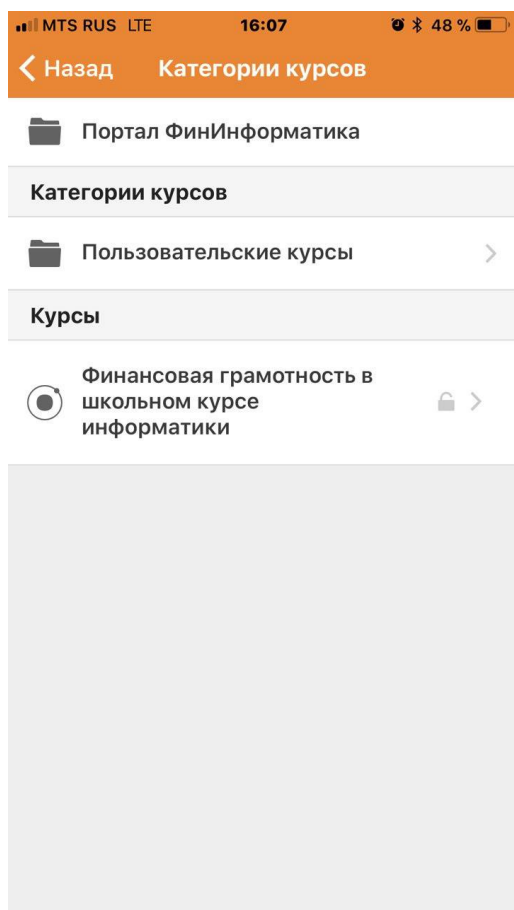 MTS RUS LTE 16:07 48 %
Назад Категории курсов
Портал ФинИнформатика
Категории курсов
Пользовательские курсы
Курсы
Финансовая грамотность в
школьном курсе
информатики